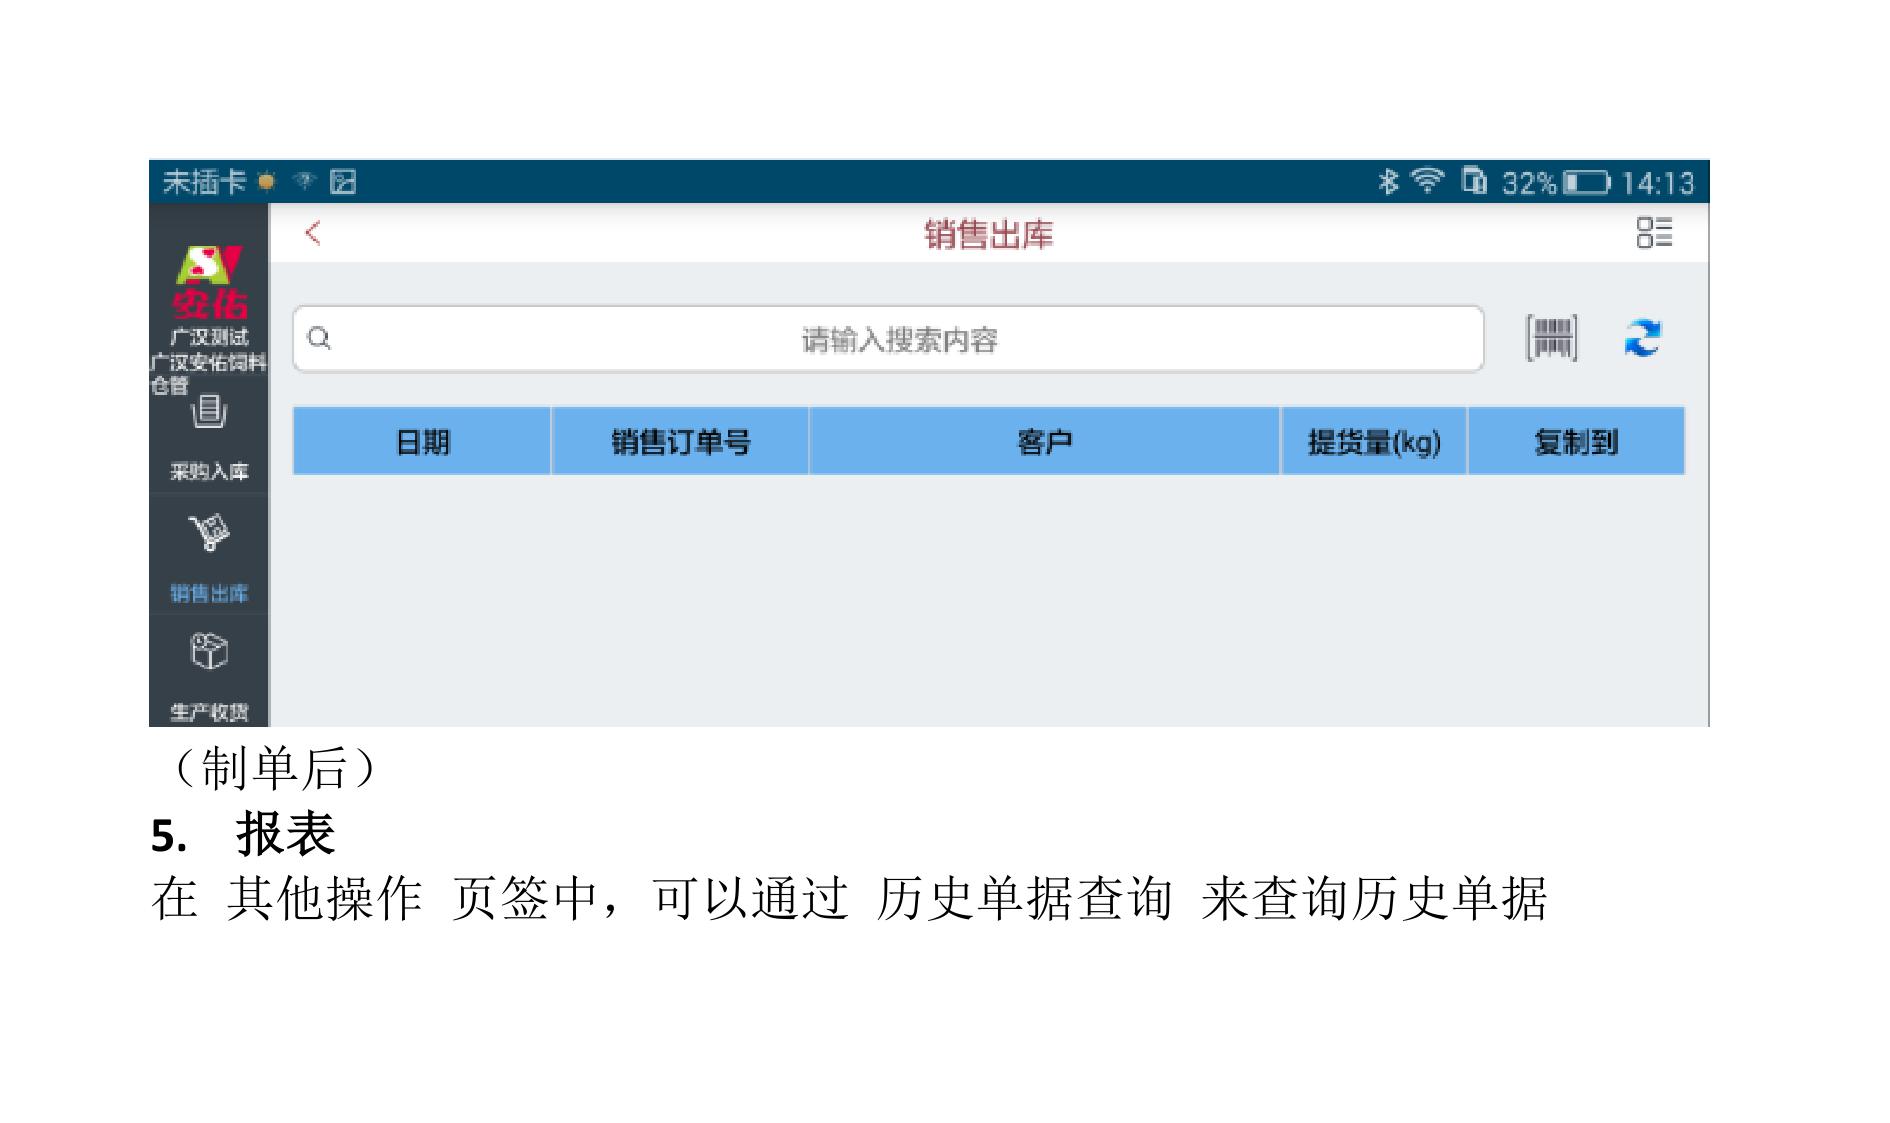 未插卡
32% 14:13
安佑
广汉测试
广汉安佑饲料
仓管
采购入库
销售出库
生产收货
销售出库
请输入搜索内容
日期 销售订单号 客户 提货量(kg) 复制到
（制单后）
5. 报表
在 其他操作 页签中，可以通过 历史单据查询 来查询历史单据